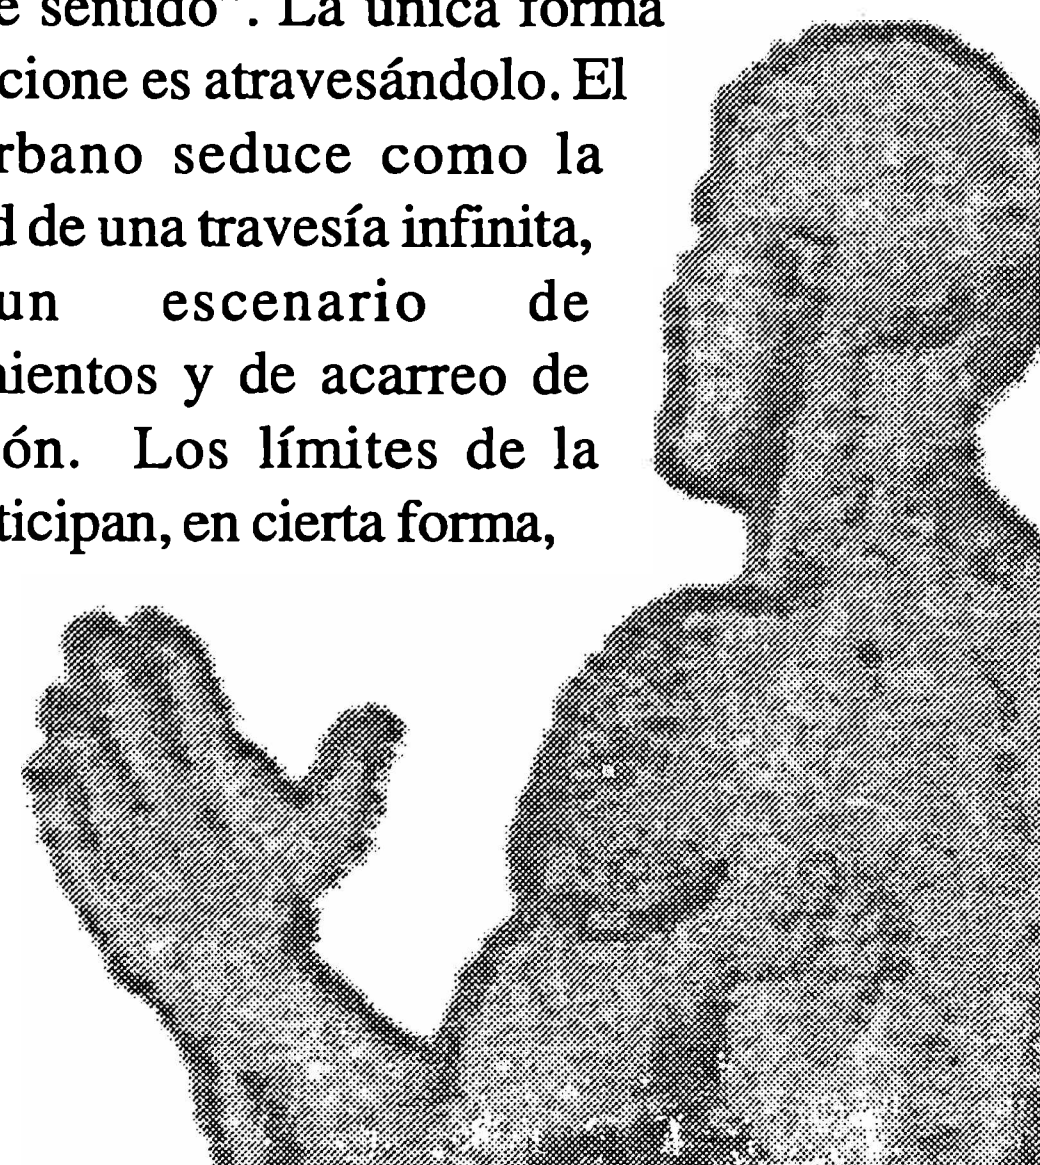 e sentido". La única forma
cione es atravesándolo. El
rbano seduce como la
d de una travesía infinita,
un escenario de
nientos y de acarreo de
ón. Los límites de la
ticipan, en cierta forma,